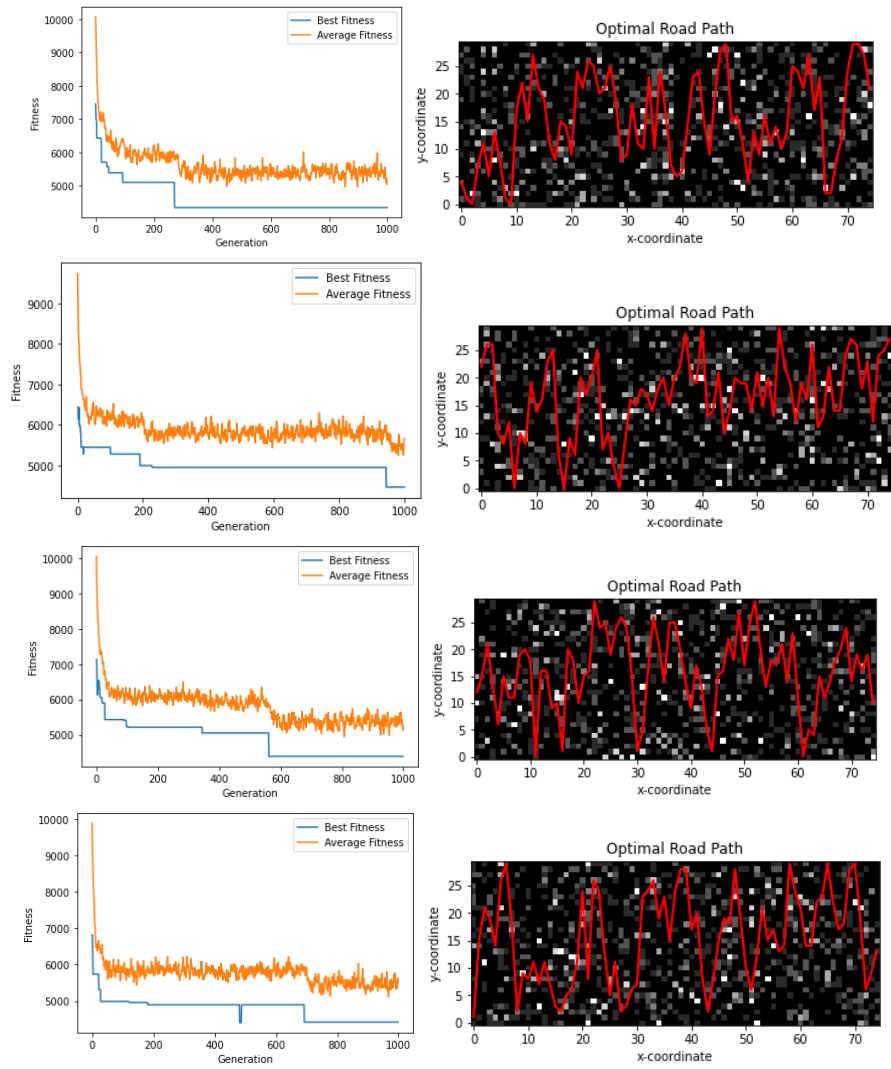 Best Fitness
Average Fitness
10000
9000
8000
7000
6000
5000
Fitness
0 200 400 600 800 1000
Generation
Optimal Road Path
25
20
15
10
5
0
y-coordinate
0 10 20 30 40 50 60 70
x-coordinate
Best Fitness
Average Fitness
9000
8000
7000
6000
5000
Fitness
0 200 400 600 800 1000
Generation
Optimal Road Path
25
20
15
10
5
0
y-coordinate
0 10 20 30 40 50 60 70
x-coordinate
Best Fitness
Average Fitness
10000
9000
8000
7000
6000
5000
Fitness
0 200 400 600 800 1000
Generation
Optimal Road Path
25
20
15
10
5
0
y-coordinate
0 10 20 30 40 50 60 70
x-coordinate
Best Fitness
Average Fitness
10000
9000
8000
7000
6000
5000
Fitness
0 200 400 600 800 1000
Generation
Optimal Road Path
25
20
15
10
5
0
y-coordinate
0 10 20 30 40 50 60 70
x-coordinate